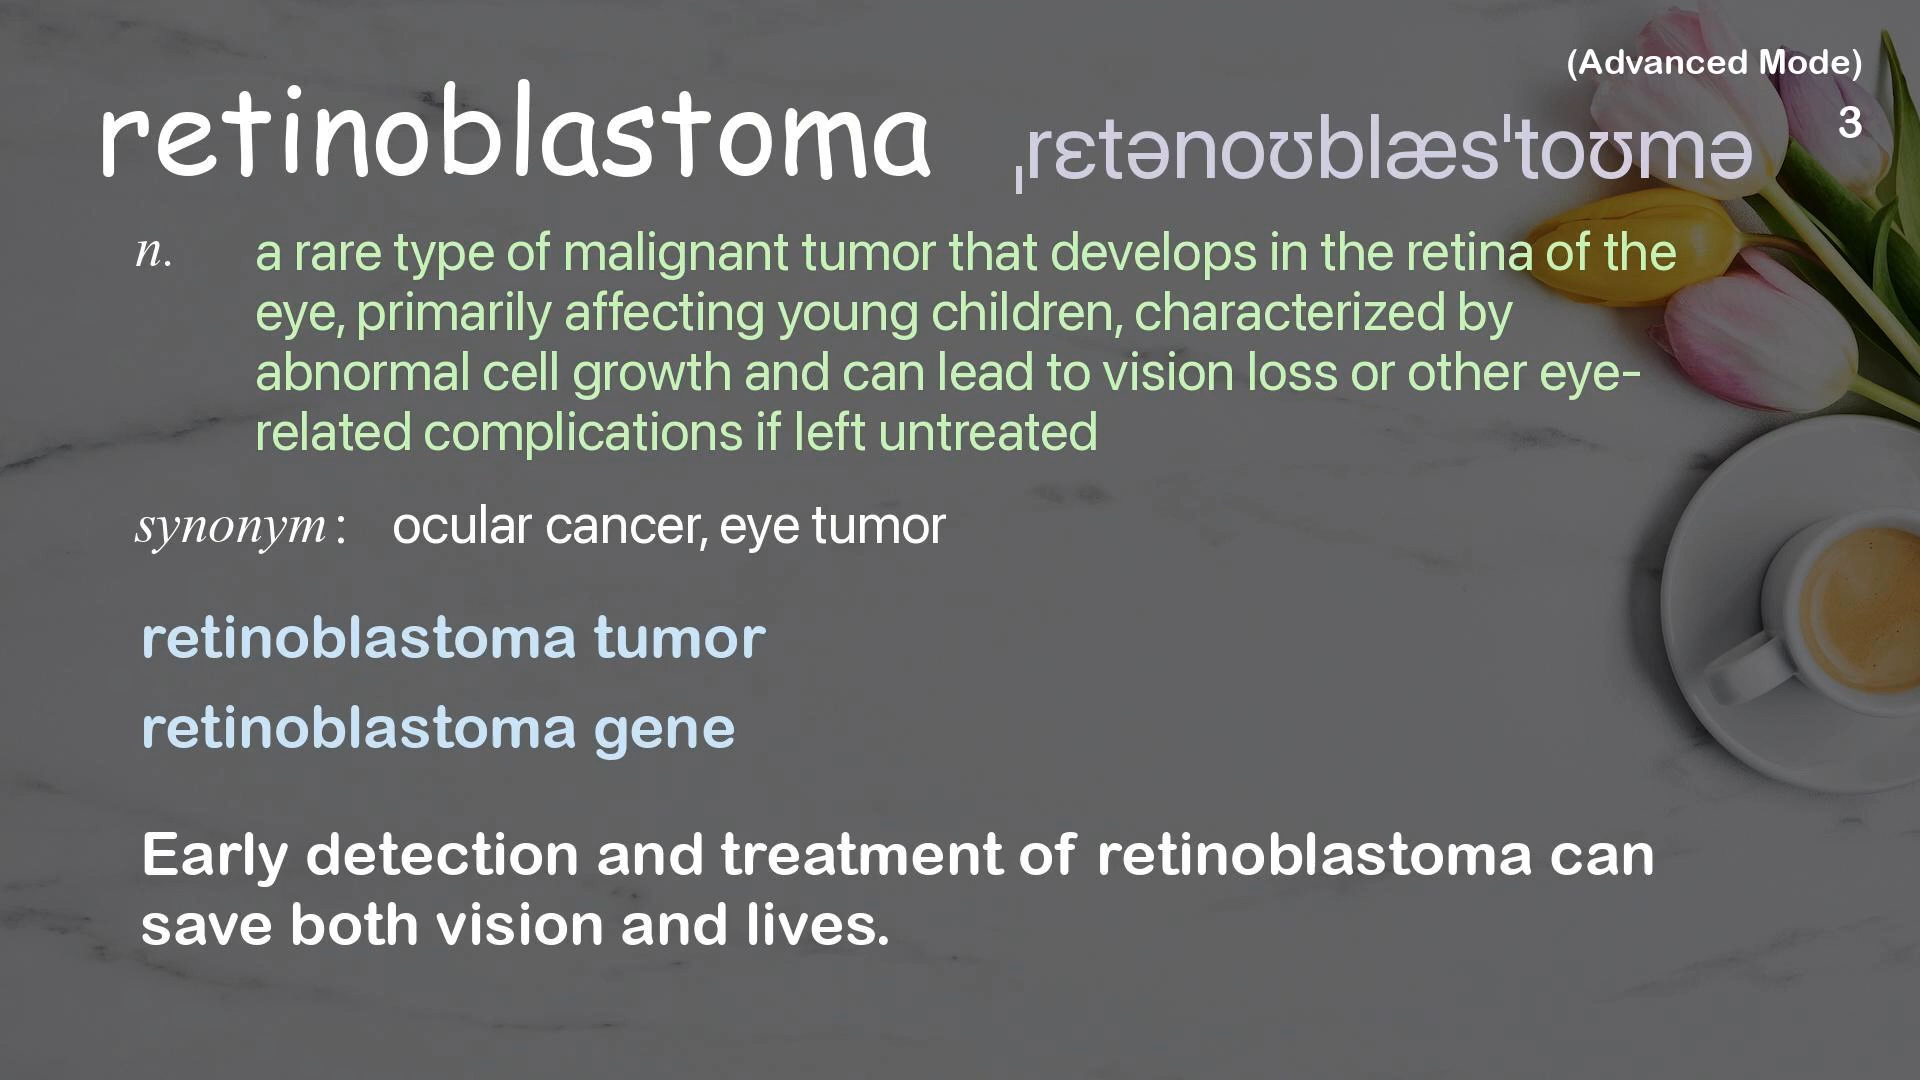 (Advanced Mode)
retinoblastoma ˌrɛtənoʊblæsˈtoʊmə 3
n. a rare type of malignant tumor that develops in the retina of the
eye, primarily affecting young children, characterized by
abnormal cell growth and can lead to vision loss or other eye-
related complications if left untreated
synonym: ocular cancer, eye tumor
retinoblastoma tumor
retinoblastoma gene
Early detection and treatment of retinoblastoma can
save both vision and lives.